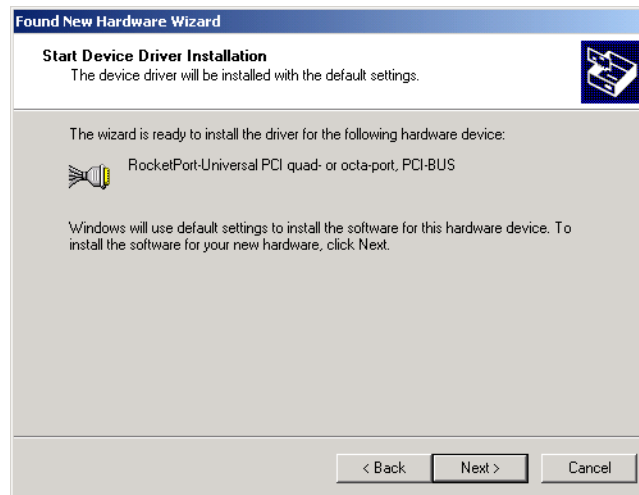 Found New Hardware Wizard
Start Device Driver Installation
The device driver will be installed with the default settings.
The wizard is ready to install the driver for the following hardware device:
RocketPort-Universal PCI quad- or octa-port, PCI-BUS
Windows will use default settings to install the software for this hardware device. To
install the software for your new hardware, click Next.
< Back Next > Cancel